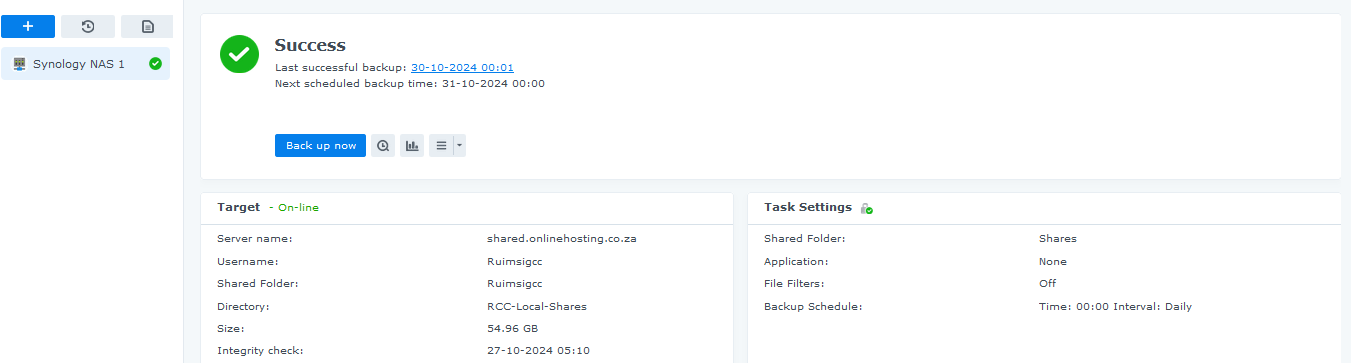 Synology NAS 1
Success
Last successful backup: 30-10-2024 00:01
Next scheduled backup time: 31-10-2024 00:00
Back up now
Target - On-line
Server name: shared.onlinehosting.co.za
Username: Ruimsigcc
Shared Folder: Ruimsigcc
Directory: RCC-Local-Shares
Size: 54.96 GB
Integrity check: 27-10-2024 05:10
Task Settings
Shared Folder: Shares
Application: None
File Filters: Off
Backup Schedule: Time: 00:00 Interval: Daily